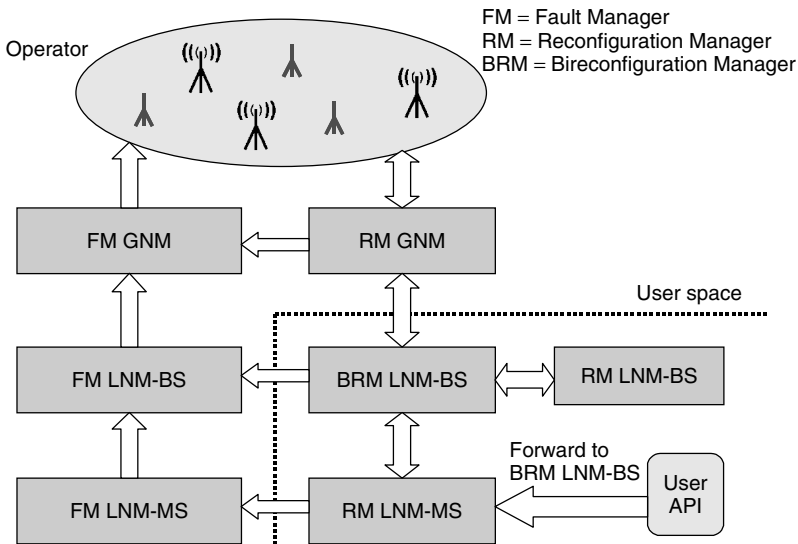 Operator
FM = Fault Manager
RM = Reconfiguration Manager
BRM = Bireconfiguration Manager
FM GNM
RM GNM
User space
FM LNM-BS
BRM LNM-BS
RM LNM-BS
Forward to
BRM LNM-BS
FM LNM-MS
RM LNM-MS
User
API